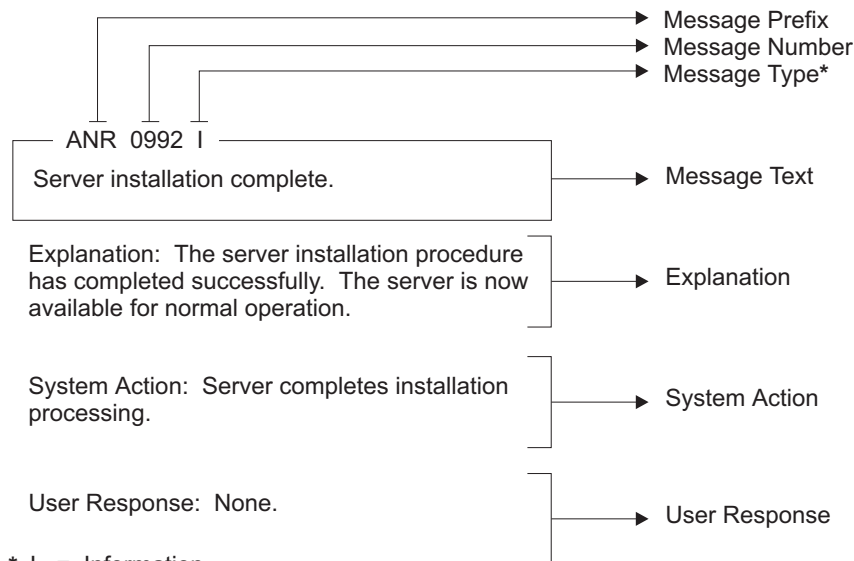 Message Prefix
Message Number
Message Type*
ANR 0992 I
Server installation complete.
Message Text
Explanation: The server installation procedure
has completed successfully. The server is now
available for normal operation.
Explanation
System Action: Server completes installation
processing.
System Action
User Response: None.
User Response
* I = Information